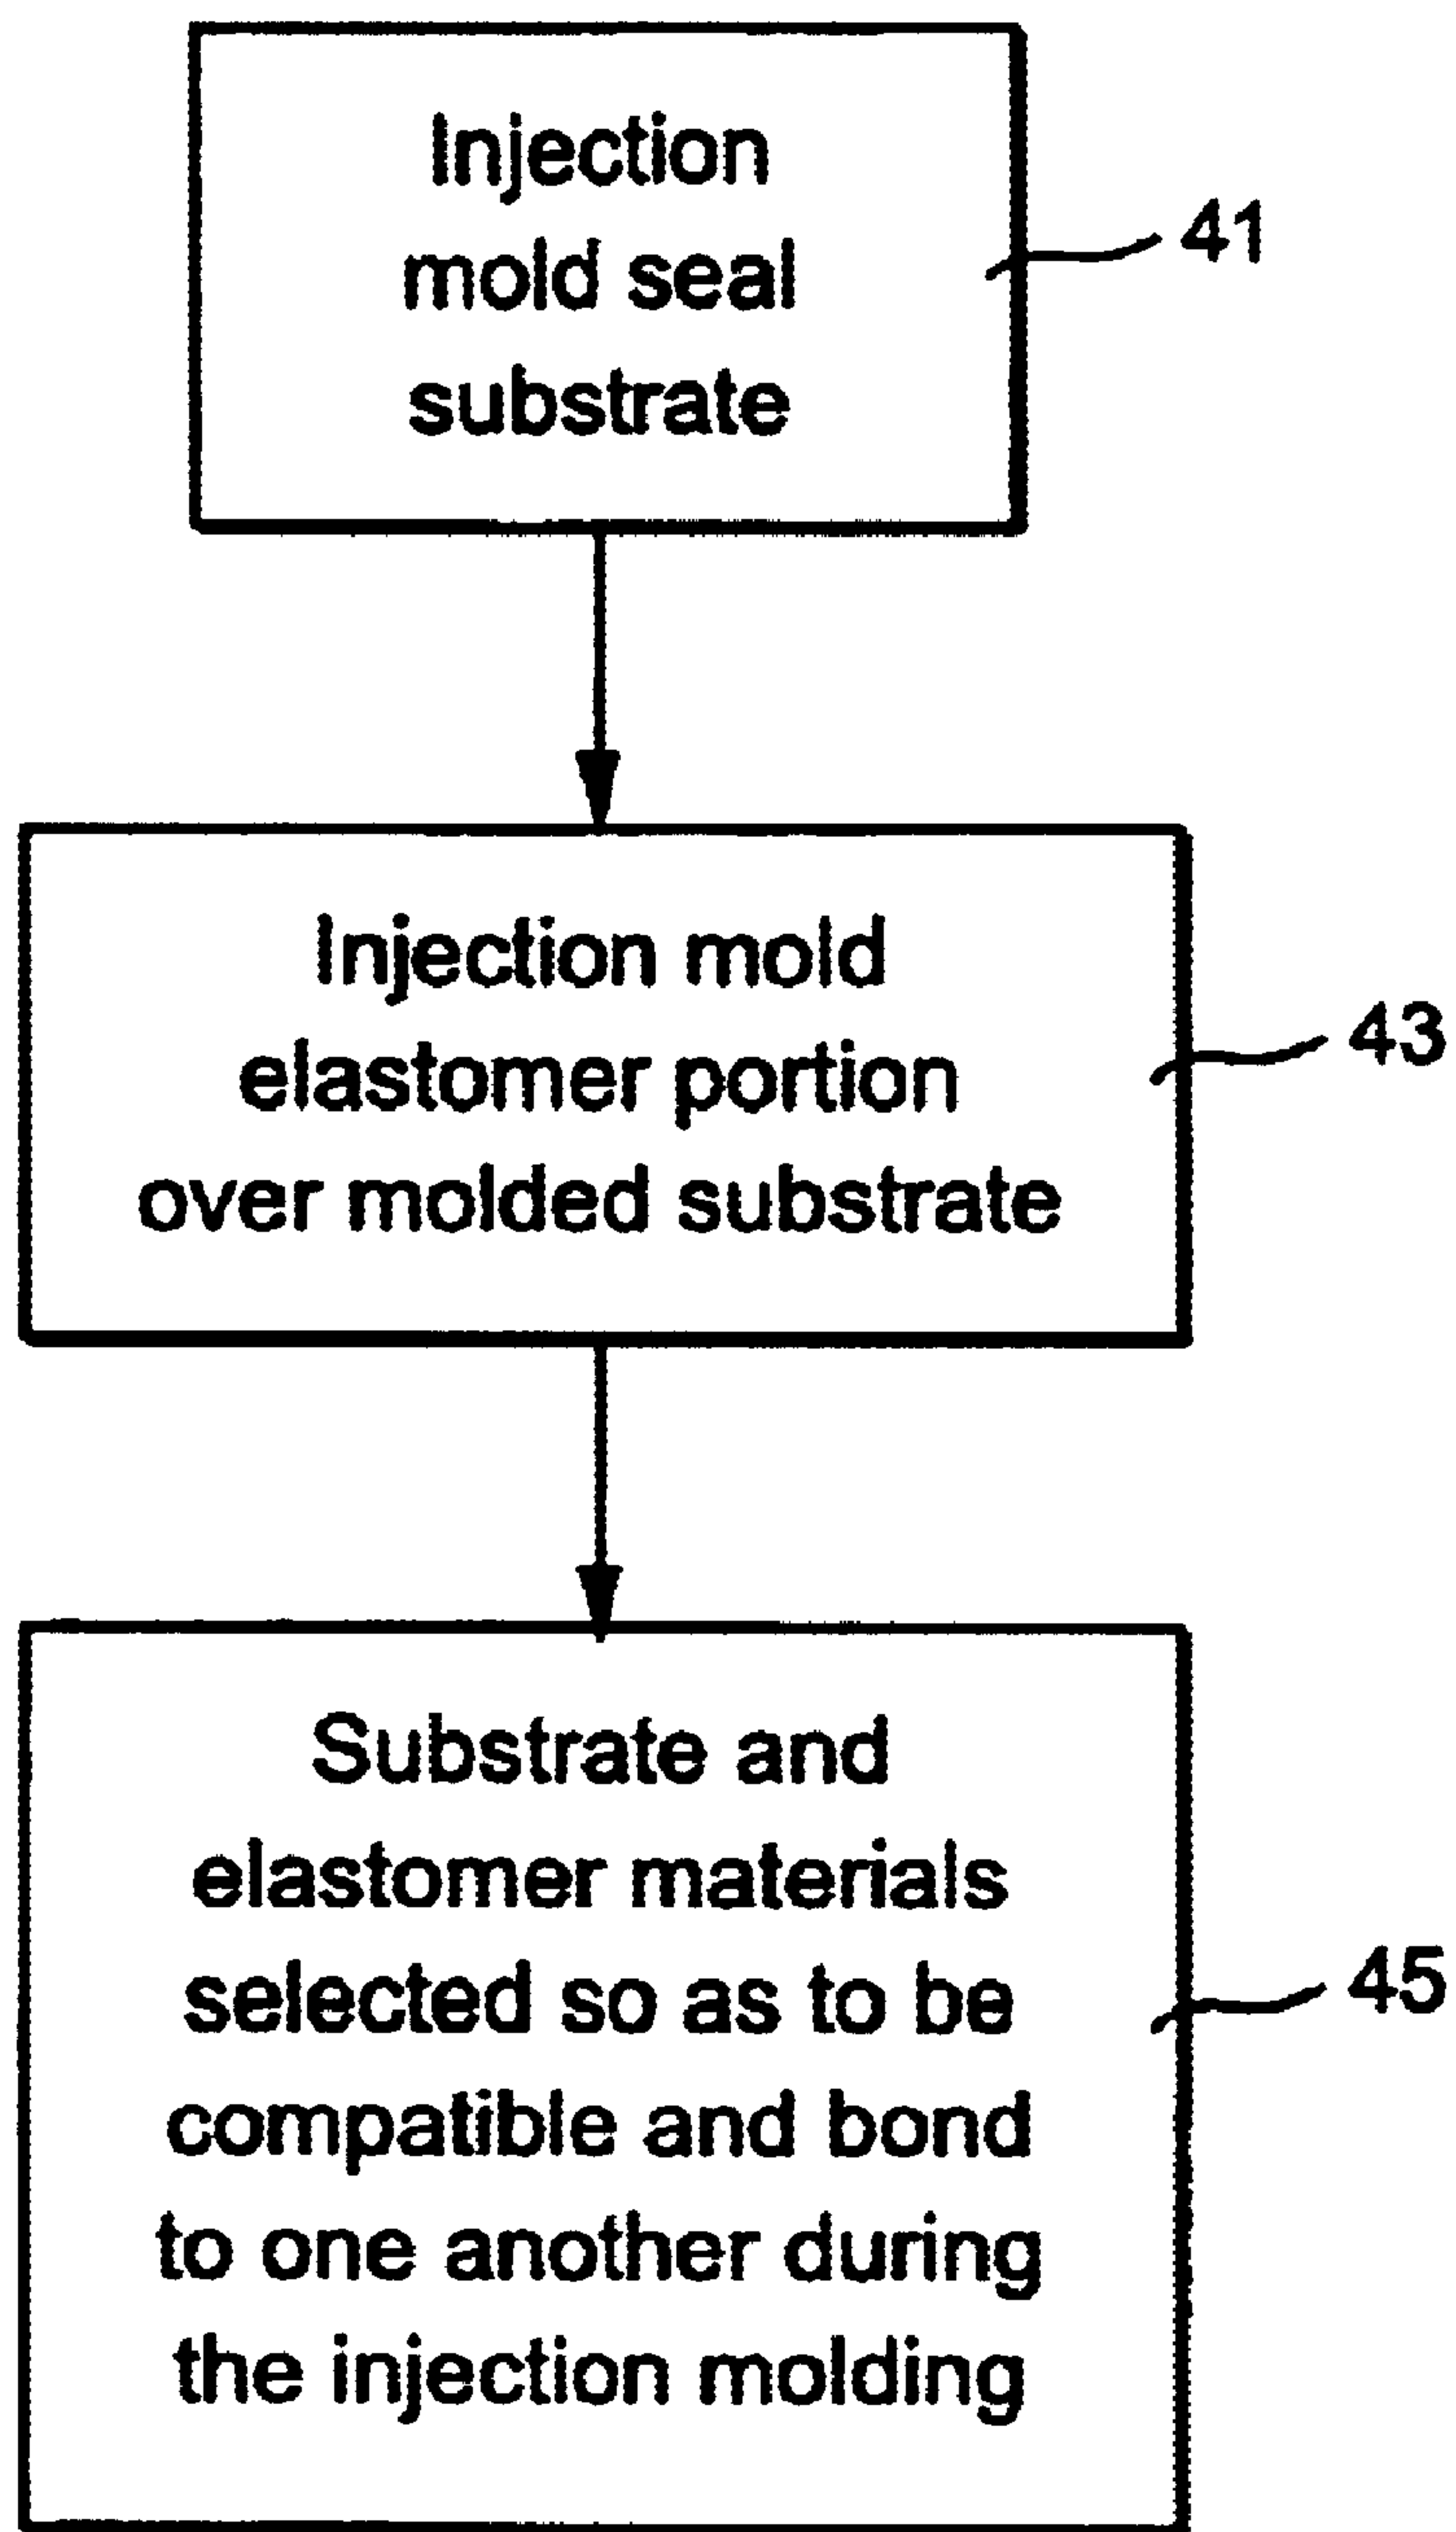 Injection
mold seal
substrate
41
Injection mold
elastomer portion
over molded substrate
43
Substrate and
elastomer materials
selected so as to be
compatible and bond
to one another during
the injection molding
45